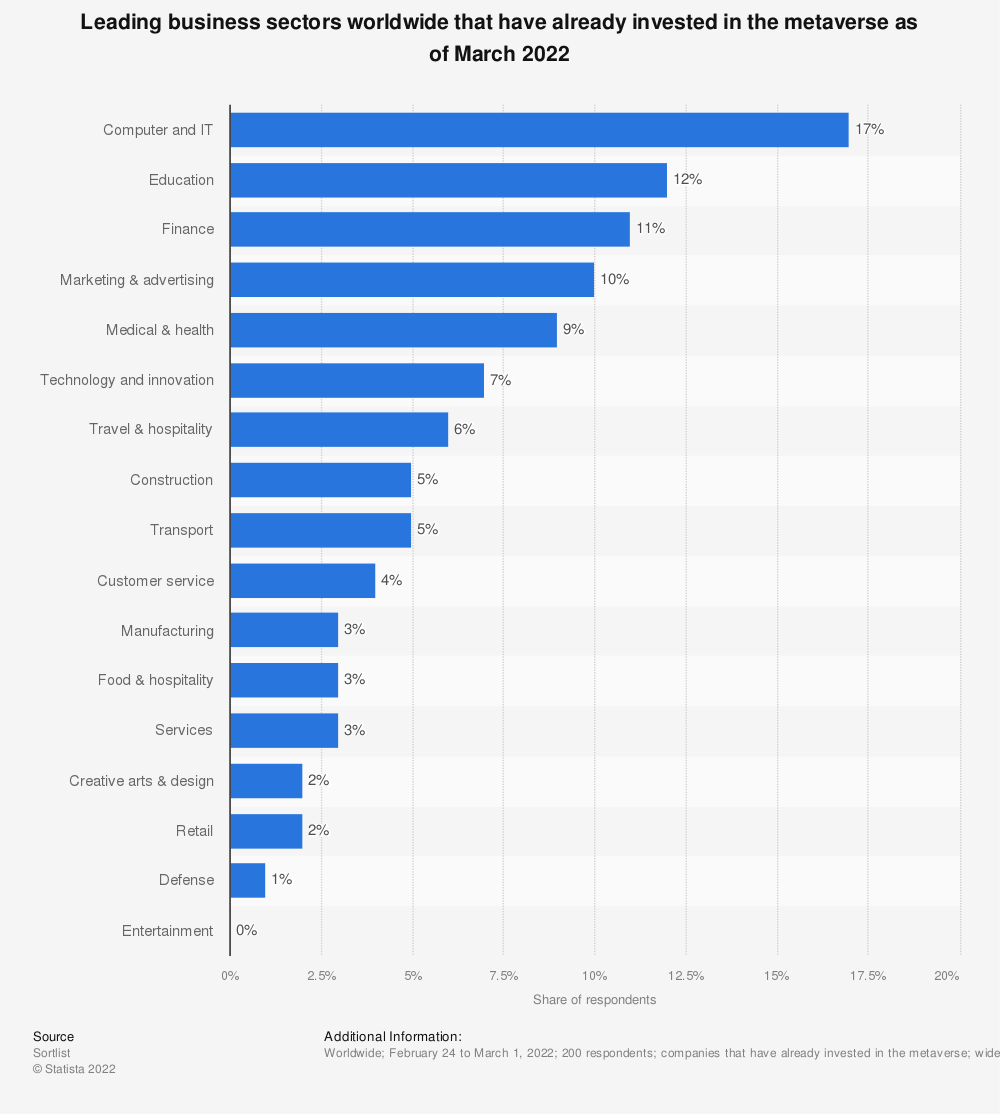 Leading business sectors worldwide that have already invested in the metaverse as
of March 2022
Computer and IT 17%
Education 12%
Finance 11%
Marketing & advertising 10%
Medical & health 9%
Technology and innovation 7%
Travel & hospitality 6%
Construction 5%
Transport 5%
Customer service 4%
Manufacturing 3%
Food & hospitality 3%
Services 3%
Creative arts & design 2%
Retail 2%
Defense 1%
Entertainment 0%
0% 2.5% 5% 7.5% 10% 12.5% 15% 17.5% 20%
Share of respondents
Source
Sortlist
© Statista 2022
Additional Information:
Worldwide; February 24 to March 1, 2022; 200 respondents; companies that have already invested in the metaverse; wide